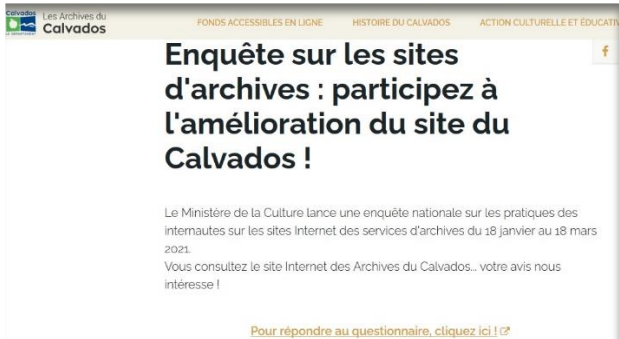 Calvados
LE DÉPARTEMENT
Les Archives du
Calvados
FONDS ACCESSIBLES EN LIGNE
HISTOIRE DU CALVADOS
ACTION CULTURELLE ET ÉDUCATIV
f
Enquête sur les sites
d'archives : participez à
l'amélioration du site du
Calvados !
Le Ministère de la Culture lance une enquête nationale sur les pratiques des
internautes sur les sites Internet des services d'archives du 18 janvier au 18 mars
2021.
Vous consultez le site Internet des Archives du Calvados... votre avis nous
intéresse !
Pour répondre au questionnaire, cliquez ici !